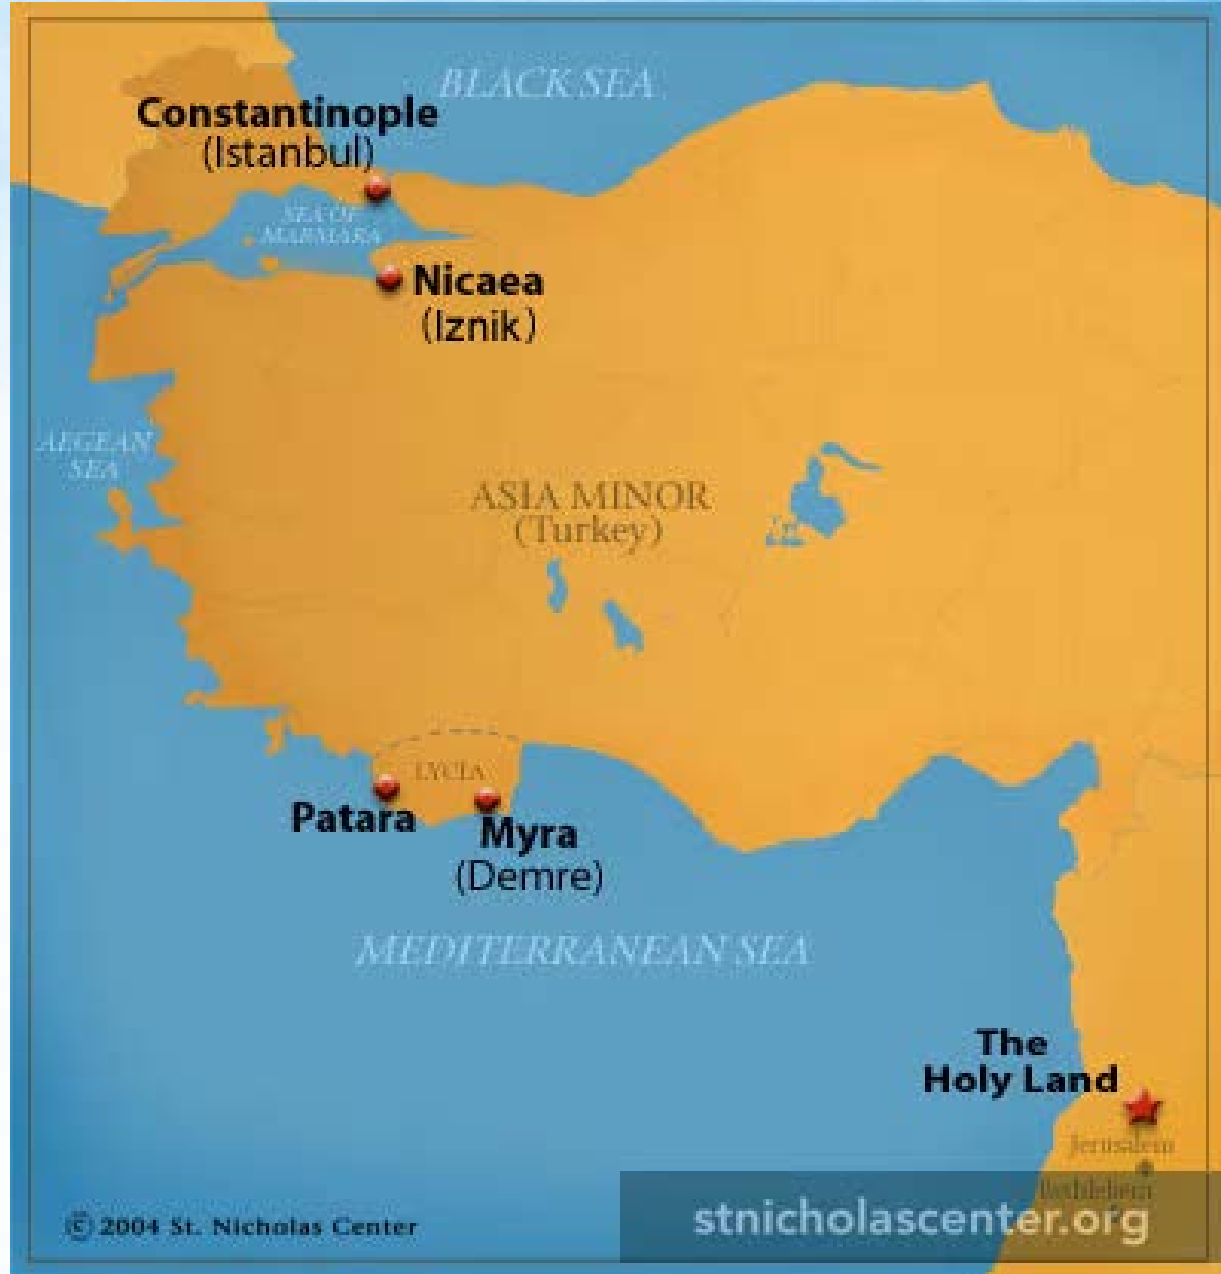 BLACK SEA
Constantinople
(Istanbul)
SEA OF
MARMARA
Nicaea
(Iznik)
AEGEAN
SEA
ASIA MINOR
(Turkey)
LYCIA
Patara
Myra
(Demre)
MEDITERRANEAN SEA
The
Holy Land
Jerusalem
Bethlehem
© 2004 St. Nicholas Center
stnicholascenter.org